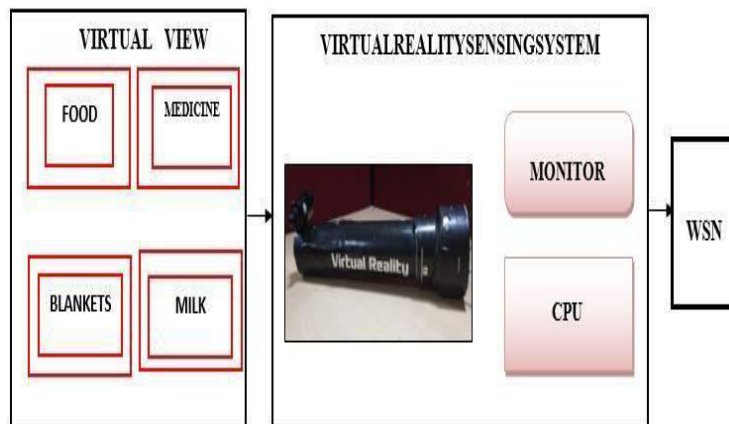 VIRTUAL VIEW
FOOD
MEDICINE
BLANKETS
MILK
VIRTUALREALITYSENSINGSYSTEM
Virtual Reality
MONITOR
CPU
WSN